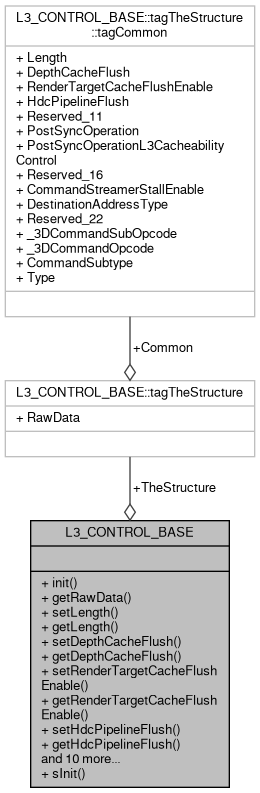 L3_CONTROL_BASE::tagTheStructure
::tagCommon
+ Length
+ DepthCacheFlush
+ RenderTargetCacheFlushEnable
+ HdcPipelineFlush
+ Reserved_11
+ PostSyncOperation
+ PostSyncOperationL3Cacheability
Control
+ Reserved_16
+ CommandStreamerStallEnable
+ DestinationAddressType
+ Reserved_22
+ _3DCommandSubOpcode
+ _3DCommandOpcode
+ CommandSubtype
+ Type
+Common
L3_CONTROL_BASE::tagTheStructure
+ RawData
+TheStructure
L3_CONTROL_BASE
+ init()
+ getRawData()
+ setLength()
+ getLength()
+ setDepthCacheFlush()
+ getDepthCacheFlush()
+ setRenderTargetCacheFlush
Enable()
+ getRenderTargetCacheFlush
Enable()
+ setHdcPipelineFlush()
+ getHdcPipelineFlush()
and 10 more...
+ sInit()